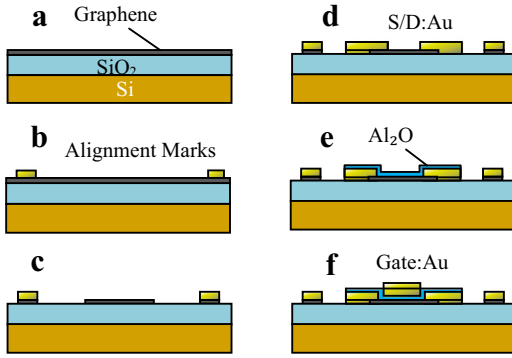 a
Graphene
SiO₂
Si
b
Alignment Marks
c
d
S/D:Au
e
Al₂O
f
Gate:Au